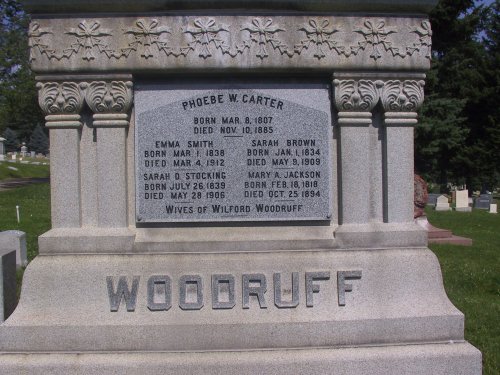 PHOEBE W. CARTER
BORN MAR. 8, 1807
DIED NOV. 10, 1885
EMMA SMITH
BORN MAR. 1, 1838
DIED MAR. 4, 1912
SARAH BROWN
BORN JAN. 1, 1834
DIED MAY 9, 1909
SARAH D. STOCKING
BORN JULY 26, 1839
DIED MAY 28 1906
MARY A. JACKSON
BORN FEB. 18, 1818
DIED OCT. 25 1894
WIVES OF WILFORD WOODRUFF
WOODRUFF